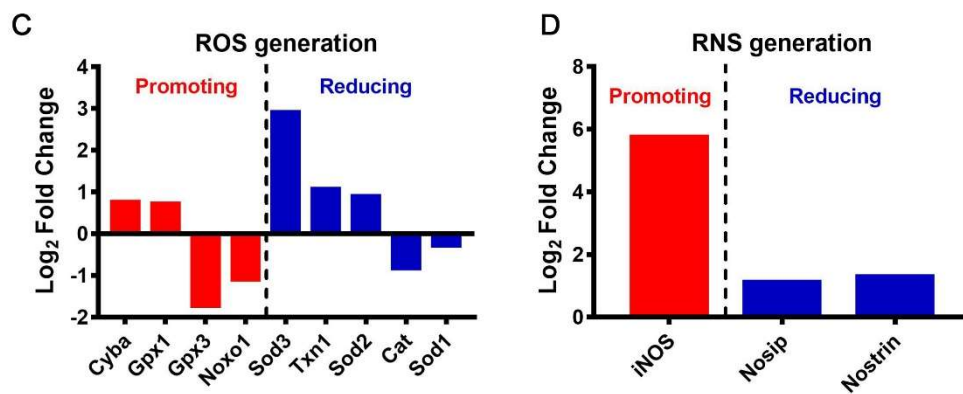 C
ROS generation
Promoting
Reducing
Log2 Fold Change
4
3
2
1
0
-1
-2
Cyba
Gpx1
Gpx3
Noxo1
Sod3
Txn1
Sod2
Cat
Sod1
D
RNS generation
Promoting
Reducing
Log2 Fold Change
8
6
4
2
0
iNOS
Nosip
Nostrin